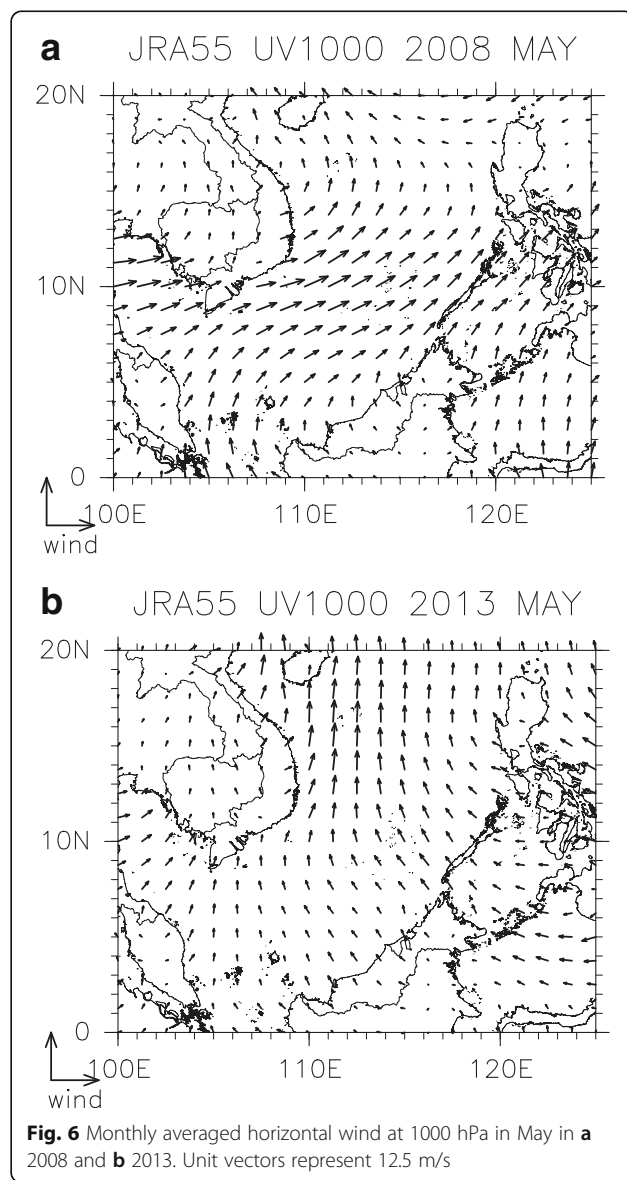 a JRA55 UV1000 2008 MAY
20N
10N
0
100E 110E 120E
wind
b JRA55 UV1000 2013 MAY
20N
10N
0
100E 110E 120E
wind
Fig. 6 Monthly averaged horizontal wind at 1000 hPa in May in a
2008 and b 2013. Unit vectors represent 12.5 m/s